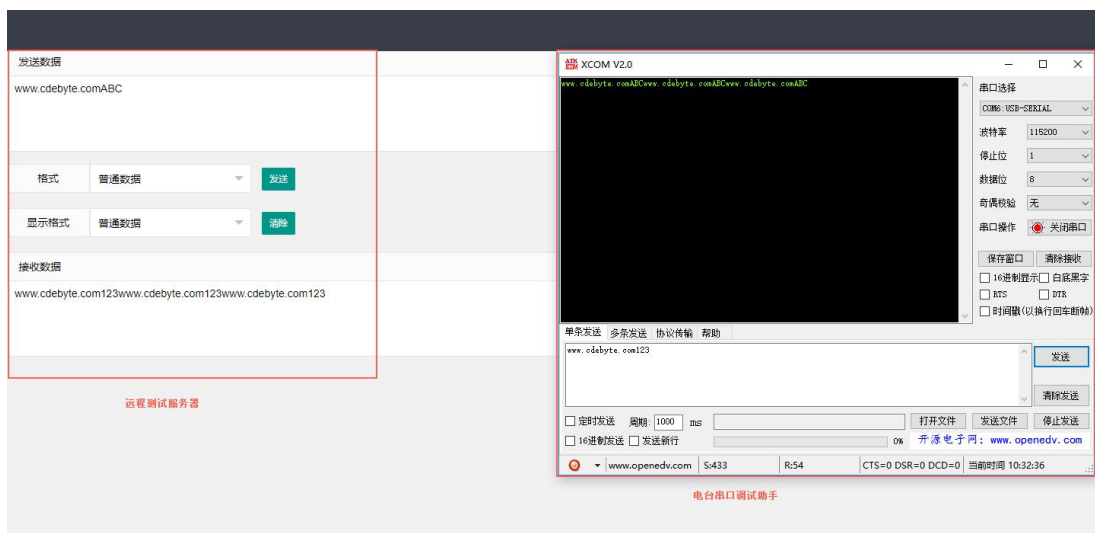 发送数据
www.cdebyte.comABC
格式 普通数据 发送
显示格式 普通数据 清除
接收数据
www.cdebyte.com123www.cdebyte.com123www.cdebyte.com123
远程测试服务器
XCOM V2.0
www.cdebyte.comABCwww.cdebyte.comABCwww.cdebyte.comABC
串口选择
COM6:USB-SERIAL
波特率 115200
停止位 1
数据位 8
奇偶校验 无
串口操作 关闭串口
保存窗口 清除接收
16进制显示 白底黑字
RTS DTR
时间戳(以换行回车断帧)
单条发送 多条发送 协议传输 帮助
www.cdebyte.com123
发送
清除发送
定时发送 周期: 1000 ms 打开文件 发送文件 停止发送
16进制发送 发送新行 0% 开源电子网：www.openedv.com
www.openedv.com S:433 R:54 CTS=0 DSR=0 DCD=0 当前时间 10:32:36
电台串口调试助手